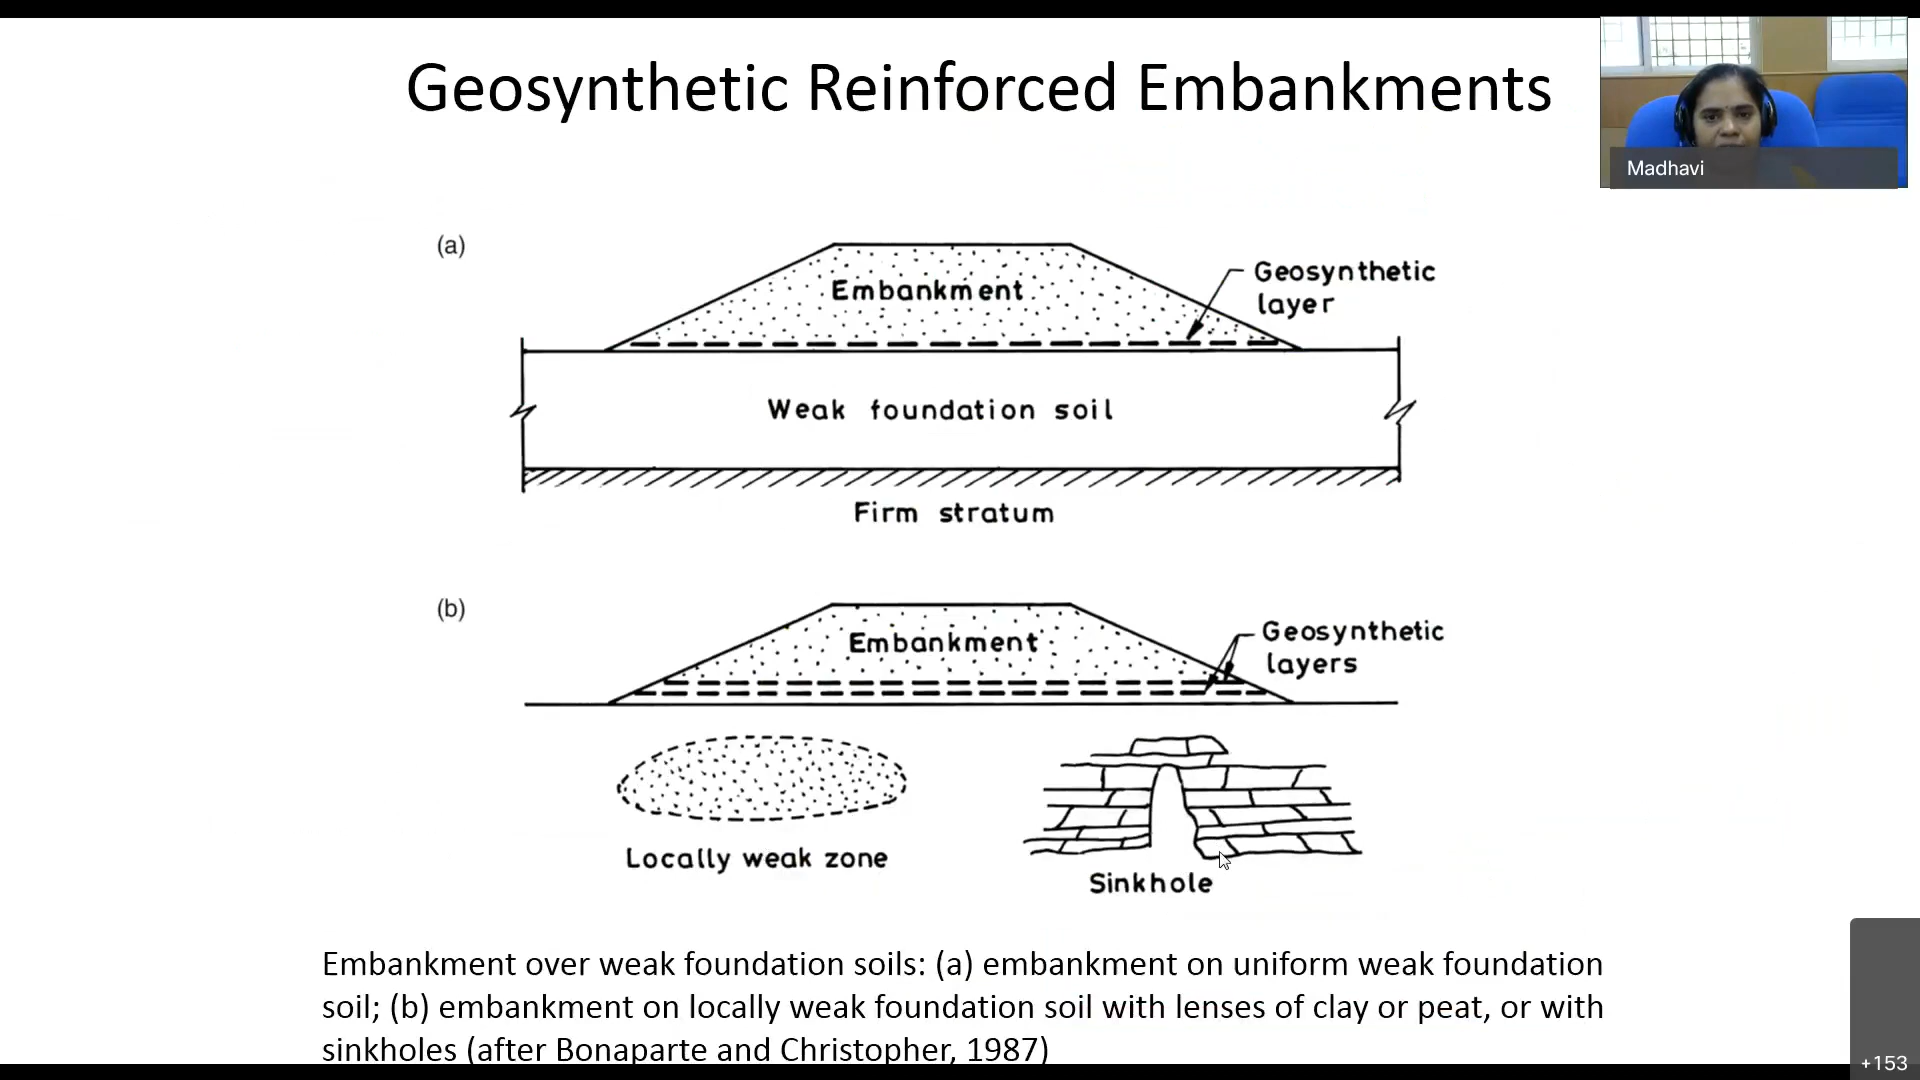 Geosynthetic Reinforced Embankments
Madhavi
(a)
Embankment
Geosynthetic
layer
Weak foundation soil
Firm stratum
(b)
Embankment
Geosynthetic
layers
Locally weak zone
Sinkhole
Embankment over weak foundation soils: (a) embankment on uniform weak foundation
soil; (b) embankment on locally weak foundation soil with lenses of clay or peat, or with
sinkholes (after Bonaparte and Christopher, 1987)
+153